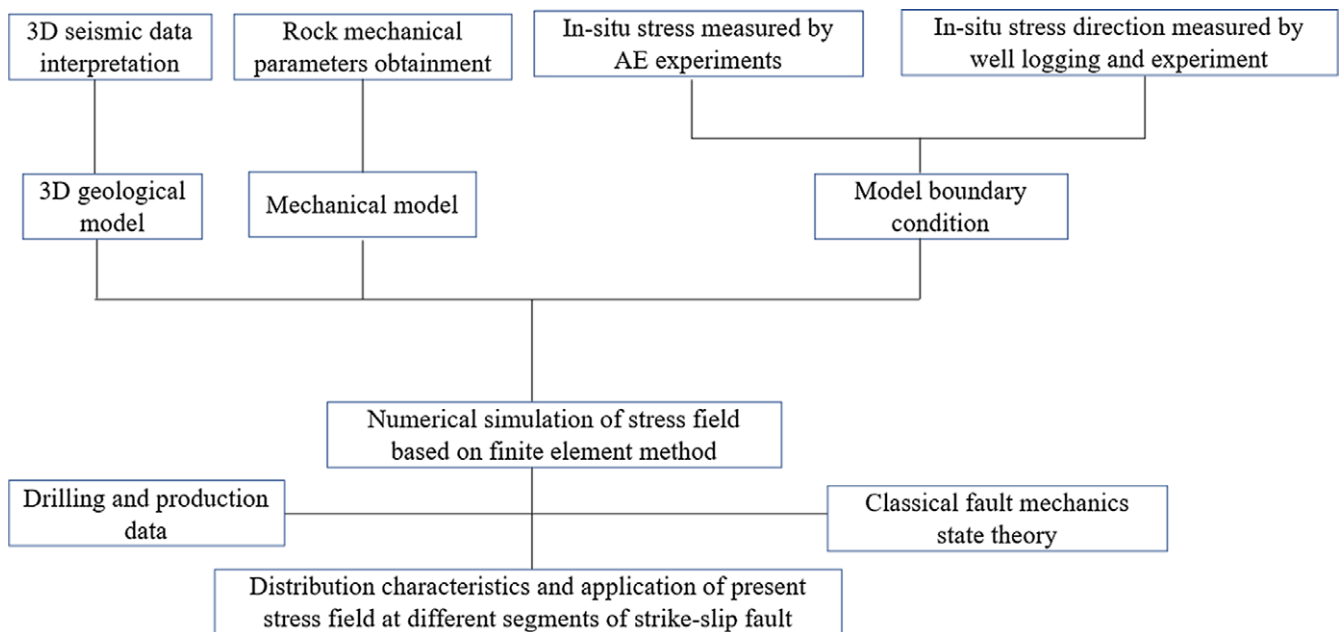 3D seismic data
interpretation
Rock mechanical
parameters obtainment
In-situ stress measured by
AE experiments
In-situ stress direction measured by
well logging and experiment
3D geological
model
Mechanical model
Model boundary
condition
Numerical simulation of stress field
based on finite element method
Drilling and production
data
Classical fault mechanics
state theory
Distribution characteristics and application of present
stress field at different segments of strike-slip fault